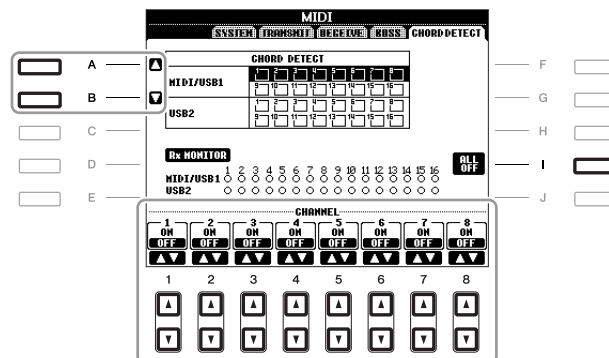 MIDI
SYSTEM TRANSMIT RECEIVE BASS CHORD DETECT
CHORD DETECT
A F
MIDI/USB1 1 2 3 4 5 6 7 8
9 10 11 12 13 14 15 16
B G
USB2 1 2 3 4 5 6 7 8
9 10 11 12 13 14 15 16
C H
Rx MONITOR
D ALL OFF I
1 2 3 4 5 6 7 8 9 10 11 12 13 14 15 16
MIDI/USB1
USB2
E J
CHANNEL
1 2 3 4 5 6 7 8
ON ON ON ON ON ON ON ON
OFF OFF OFF OFF OFF OFF OFF OFF
1 2 3 4 5 6 7 8